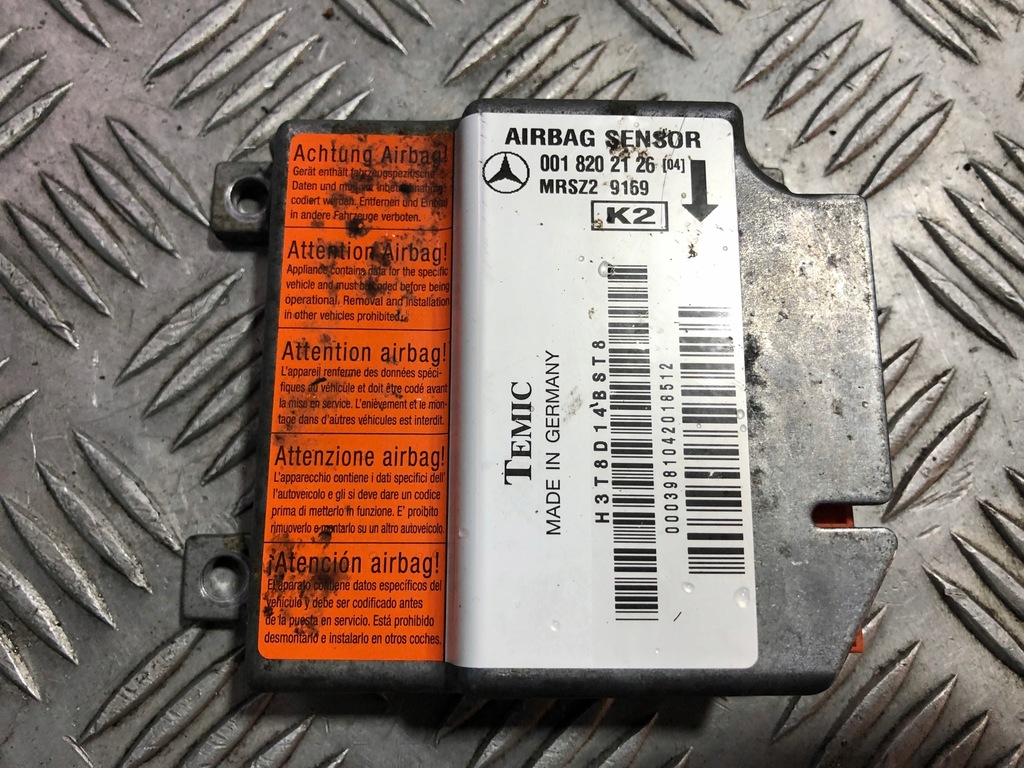 Achtung Airbag!
Gerät enthält fahrzeugspezifische
Daten und muss vor Inbetriebnahme
codiert werden. Entfernen und Einbau
in andere Fahrzeuge verboten.
Attention Airbag!
Appliance contains data for the specific
vehicle and must be coded before being
operational. Removal and installation
in other vehicles prohibited.
Attention airbag!
L'appareil renferme des données spéci-
fiques au véhicule et doit être codé avant
la mise en service. L'enlèvement et le mon-
tage dans d'autres véhicules est interdit.
Attenzione airbag!
L'apparecchio contiene i dati specifici dell'
l'autoveicolo e gli si deve dare un codice
prima di metterlo in funzione. E' proibito
rimuoverlo e montarlo su un altro autoveicolo.
¡Atención airbag!
El aparato contiene datos específicos del
vehículo y debe ser codificado antes
de la puesta en servicio. Está prohibido
desmontarlo e instalarlo en otros coches.
AIRBAG SENSOR
001 820 21 26 [04]
MRSZ2 9159
K2
TEMIC
MADE IN GERMANY
H3T8D14BST8
0003981042018512